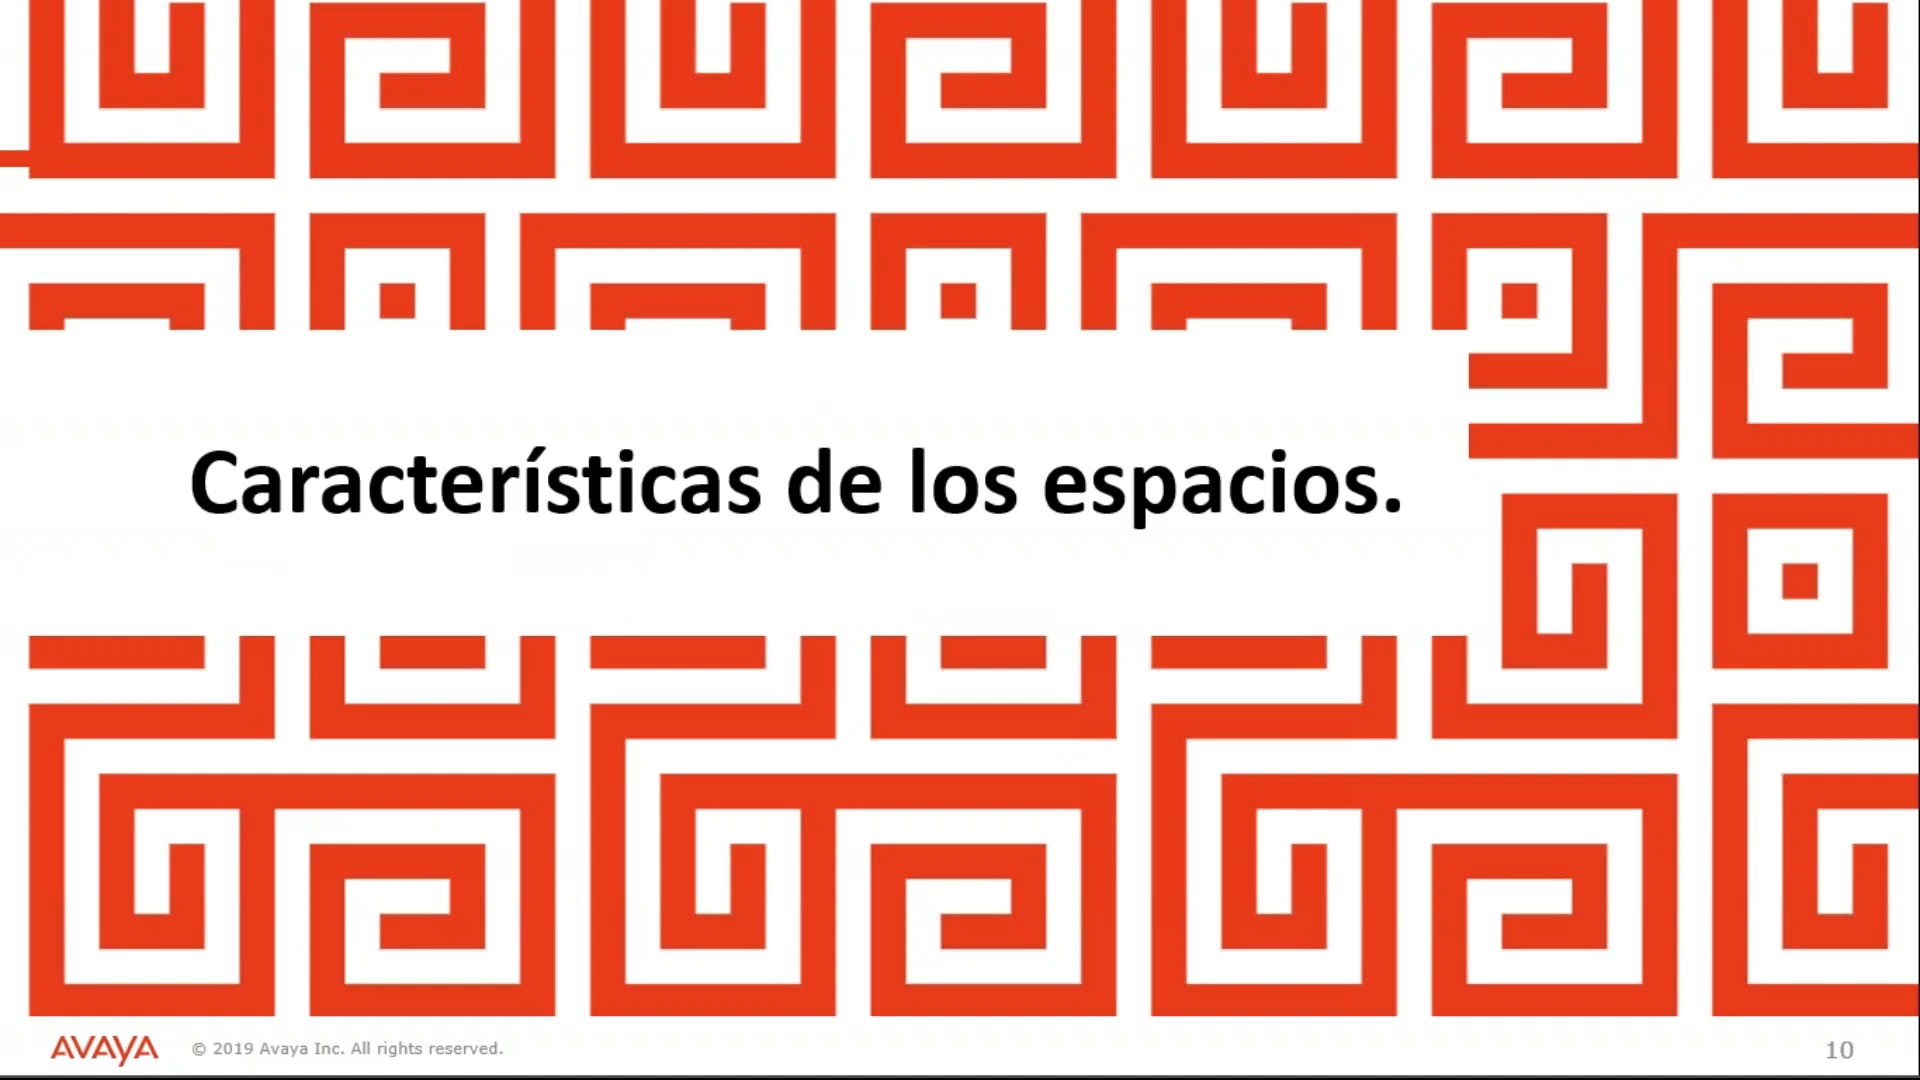 Características de los espacios.
AVAYA © 2019 Avaya Inc. All rights reserved. 10